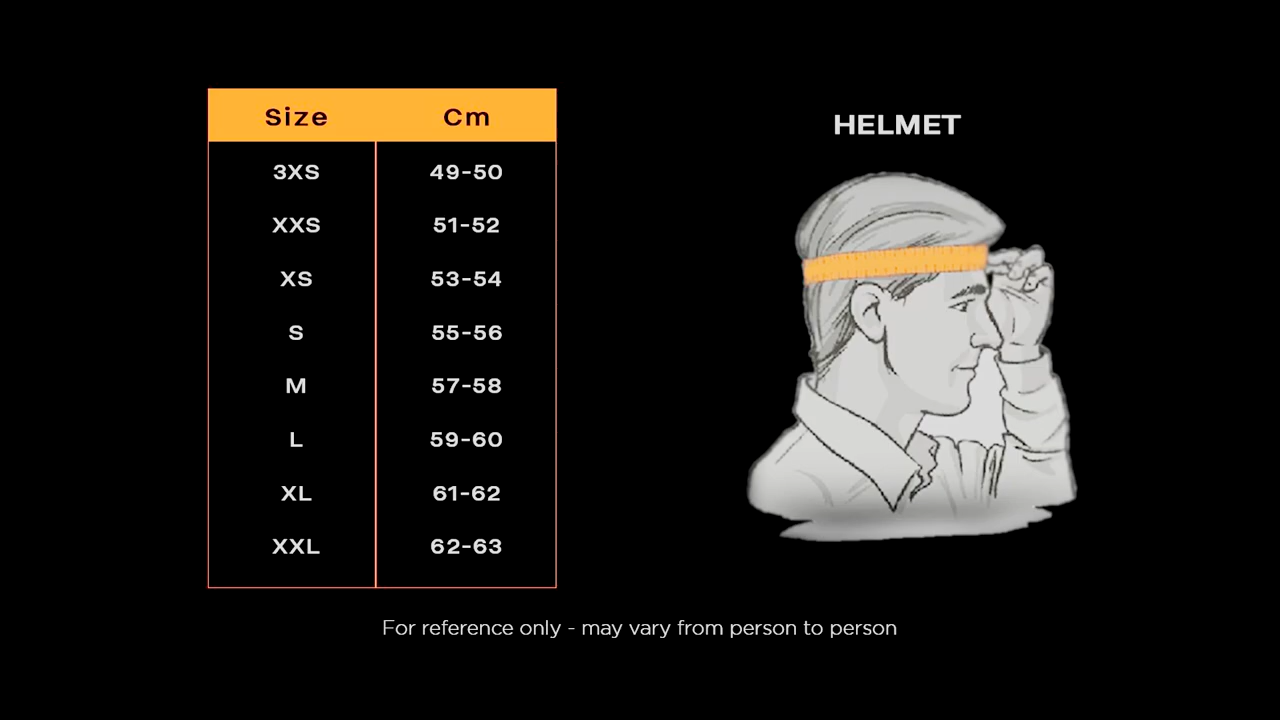 Size Cm
HELMET
3XS 49-50
XXS 51-52
XS 53-54
S 55-56
M 57-58
L 59-60
XL 61-62
XXL 62-63
For reference only - may vary from person to person